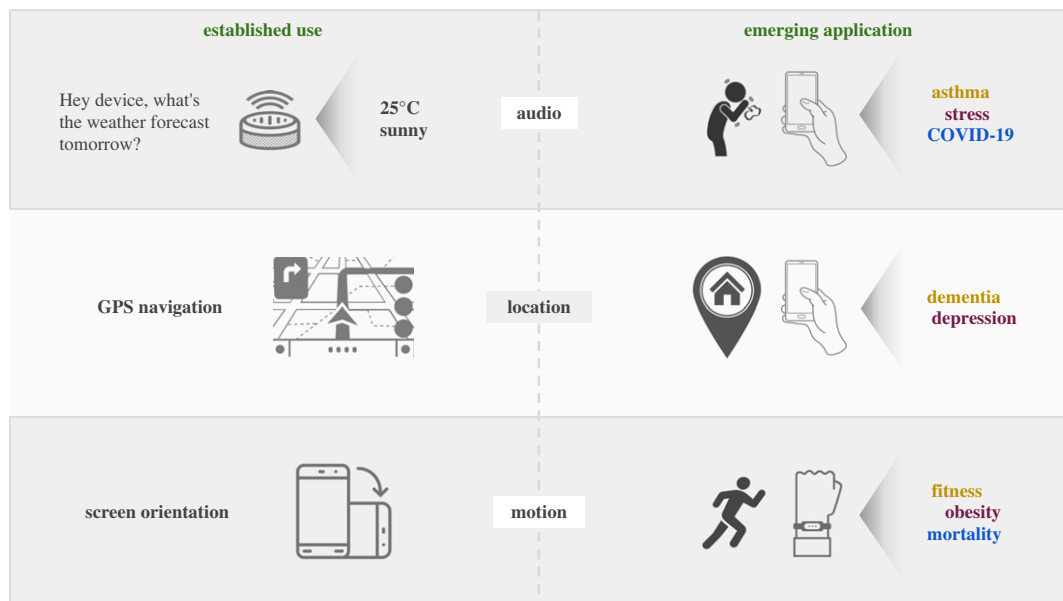 established use
emerging application
Hey device, what's
the weather forecast
tomorrow?
25°C
sunny
audio
asthma
stress
COVID-19
GPS navigation
location
dementia
depression
screen orientation
motion
fitness
obesity
mortality